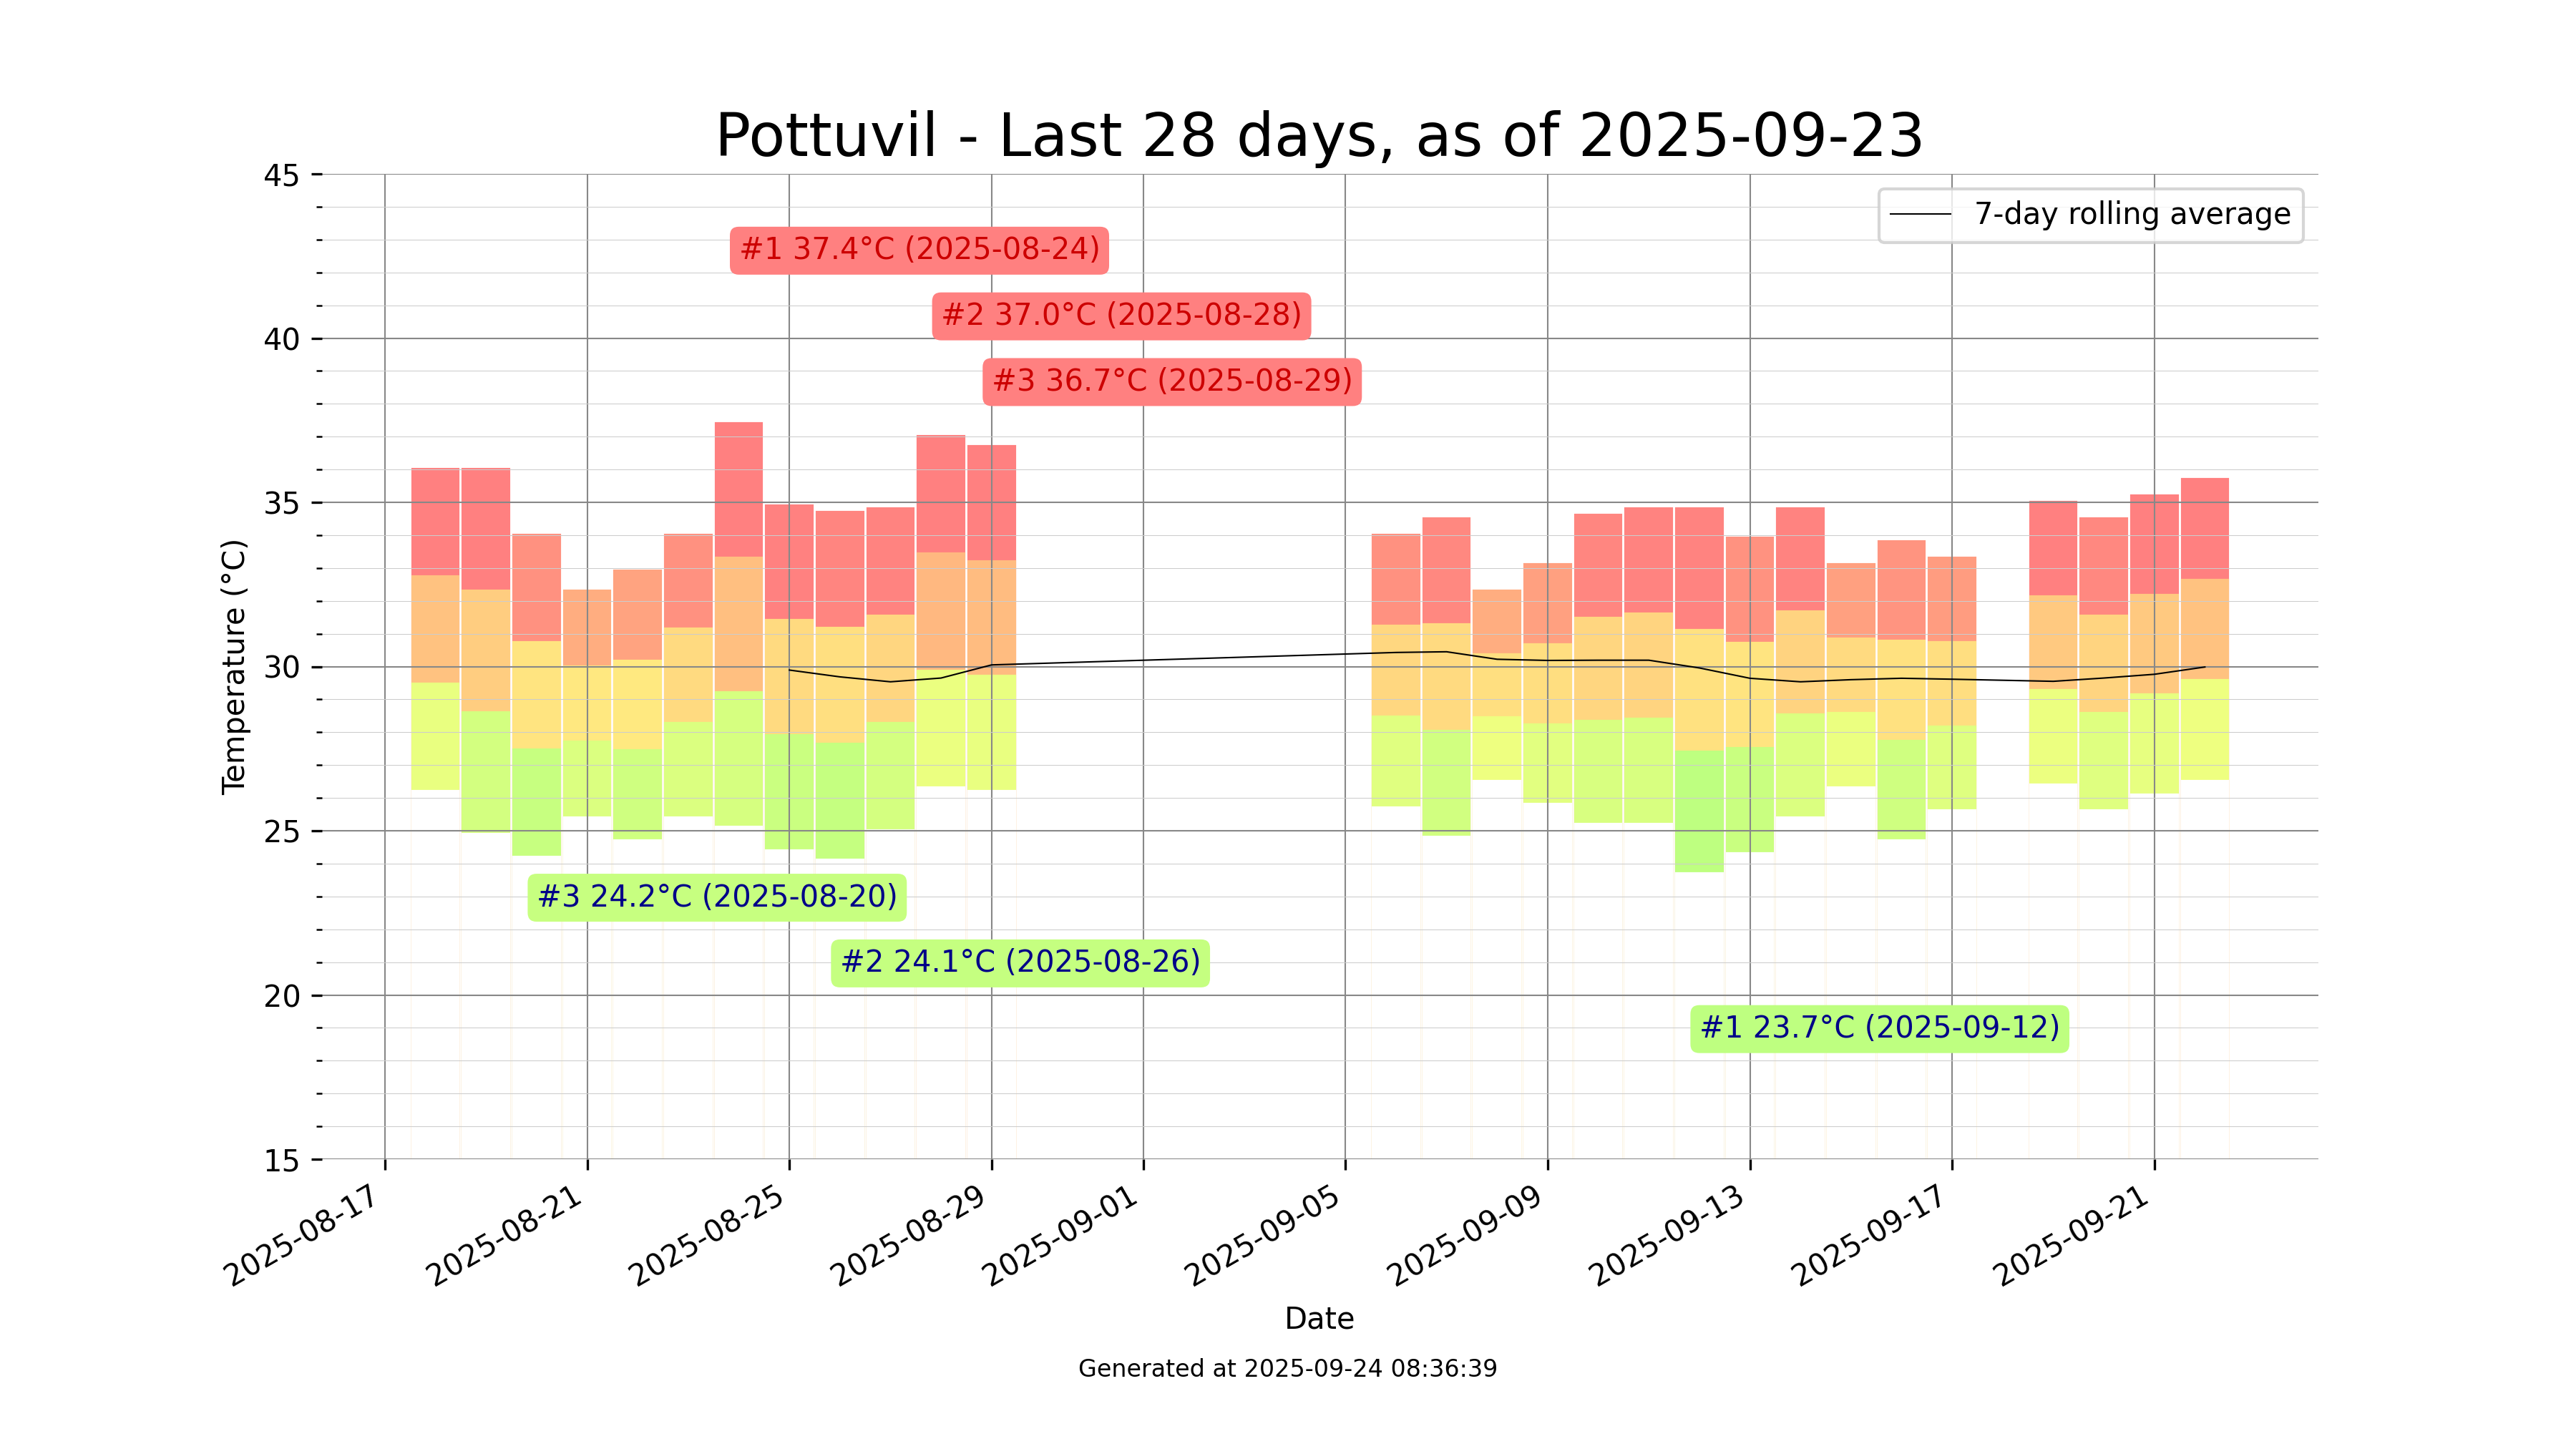 Pottuvil - Last 28 days, as of 2025-09-23
45
40
35
30
25
20
15
Temperature (°C)
7-day rolling average
#1 37.4°C (2025-08-24)
#2 37.0°C (2025-08-28)
#3 36.7°C (2025-08-29)
#3 24.2°C (2025-08-20)
#2 24.1°C (2025-08-26)
#1 23.7°C (2025-09-12)
2025-08-17
2025-08-21
2025-08-25
2025-08-29
2025-09-01
2025-09-05
2025-09-09
2025-09-13
2025-09-17
2025-09-21
Date
Generated at 2025-09-24 08:36:39